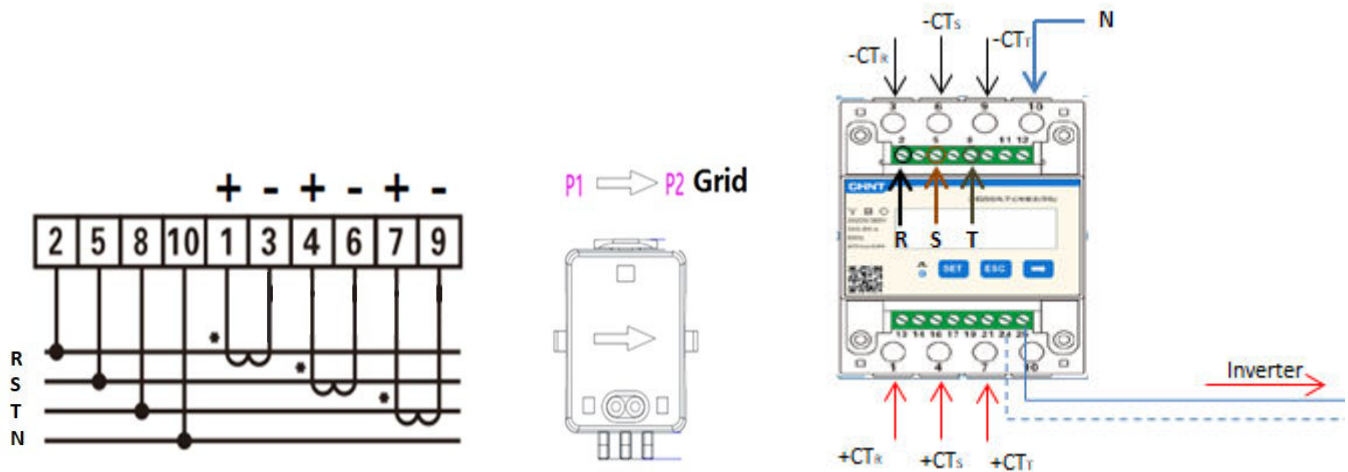 + - + - + -
2 5 8 10 1 3 4 6 7 9
* * *
R
S
T
N
P1 P2 Grid
-CTR
-CTS
-CTT
N
3 6 9 10
2 5 8 11 12
CHNT
R S T
SET ESC
13 14 16 17 19 21 24 25
1 4 7 10
Inverter
+CTR +CTS +CTT